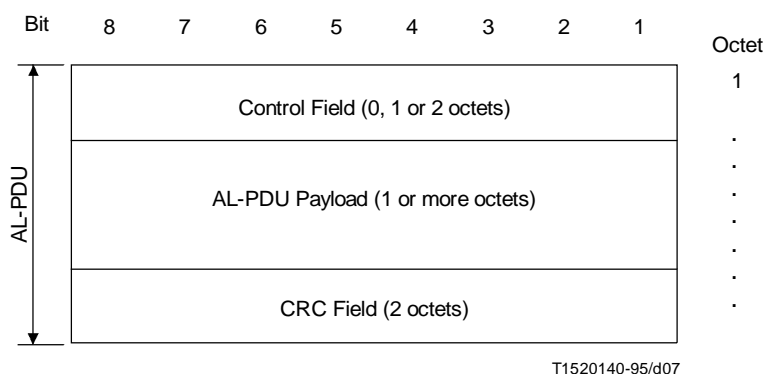 Bit 8 7 6 5 4 3 2 1
Octet
1
Control Field (0, 1 or 2 octets)
.
.
AL-PDU Payload (1 or more octets)
.
.
.
.
.
AL-PDU
CRC Field (2 octets)
T1520140-95/d07